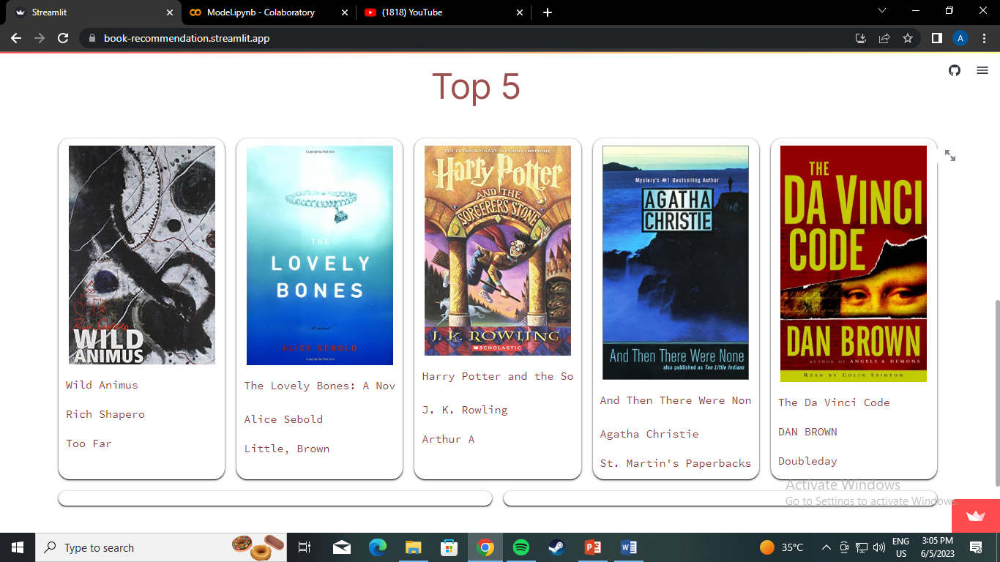 Streamlit
Model.ipynb - Colaboratory
(1818) YouTube
book-recommendation.streamlit.app
A
Top 5
WILD
ANIMUS
Wild Animus
Rich Shapero
Too Far
THE
LOVELY
BONES
A novel
ALICE SEBOLD
The Lovely Bones: A Nov
Alice Sebold
Little, Brown
THE EXTRAORDINARY NATIONAL BESTSELLER
Harry Potter
AND THE
SORCERER'S STONE
J. K. ROWLING
SCHOLASTIC
Harry Potter and the So
J. K. Rowling
Arthur A
Mystery's #1 Bestselling Author
AGATHA
CHRISTIE
And Then There Were None
also published as Ten Little Indians
And Then There Were Non
Agatha Christie
St. Martin's Paperbacks
THE
DA VINCI
CODE
DAN BROWN
AUTHOR OF ANGELS & DEMONS
READ BY COLIN STINTON
The Da Vinci Code
DAN BROWN
Doubleday
Activate Windows
Go to Settings to activate Windows.
Type to search
35°C
ENG
US
3:05 PM
6/5/2023